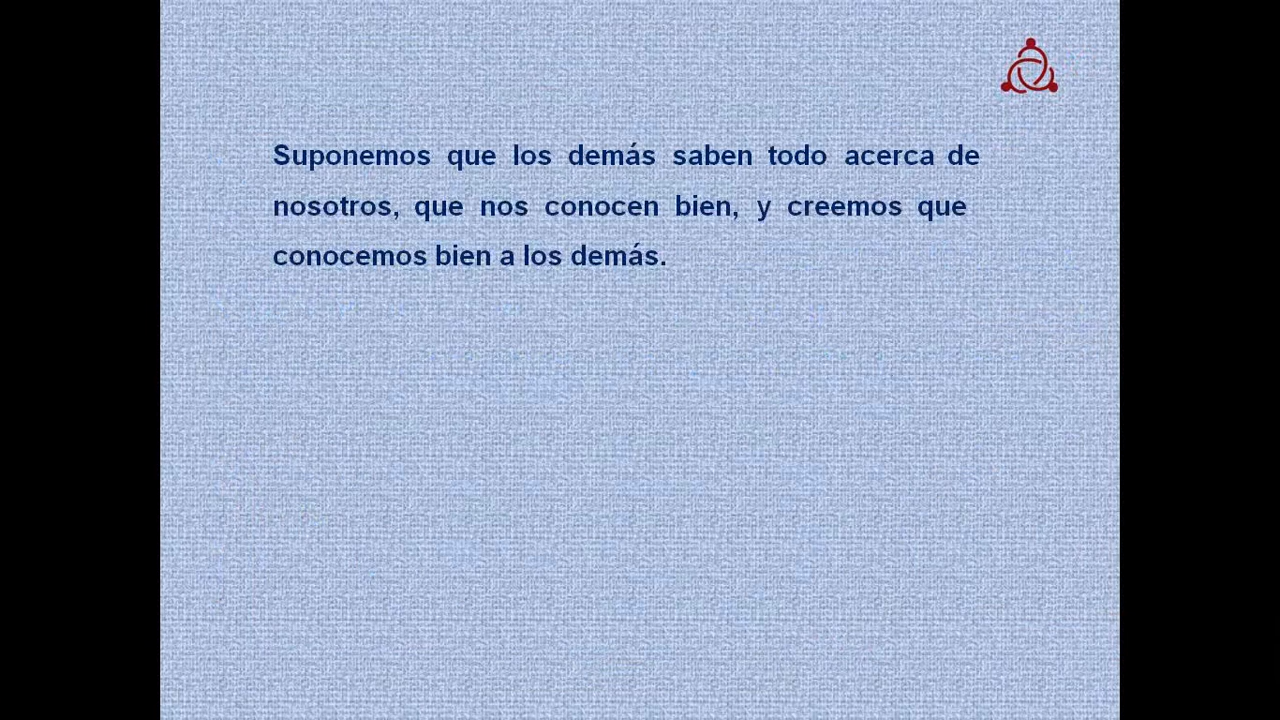 Suponemos que los demás saben todo acerca de
nosotros, que nos conocen bien, y creemos que
conocemos bien a los demás.